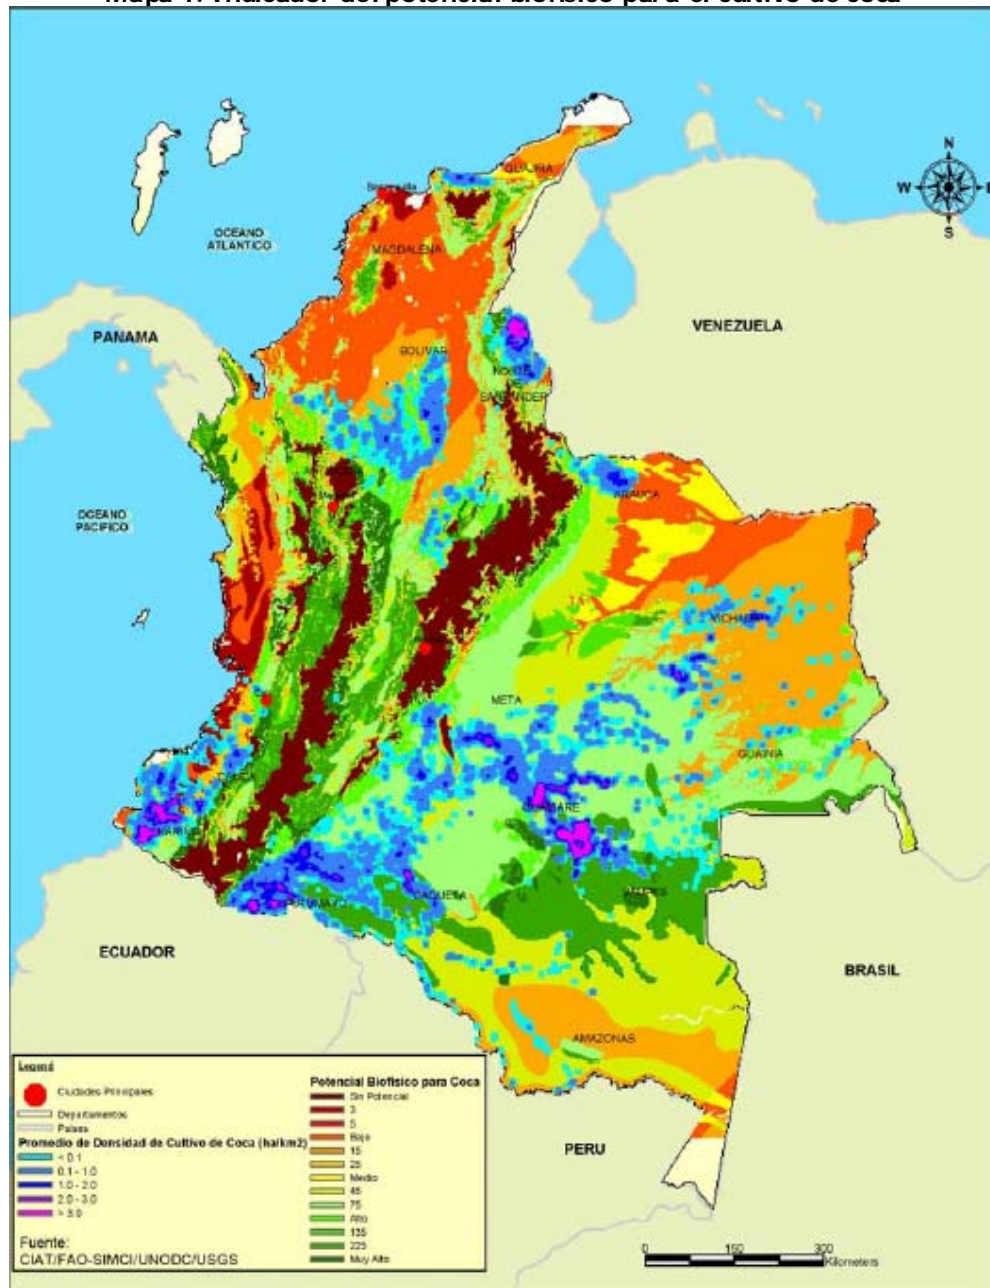 Mapa 1. Indicador del potencial biofísico para el cultivo de coca
N
W
E
S
OCEANO
ATLANTICO
GUAJIRA
MAGDALENA
PANAMA
VENEZUELA
BOLIVAR
NORTE
DE
SANTANDER
ARAUCA
OCEANO
PACIFICO
VICHADA
META
GUAINIA
CAQUETA
PUTUMAYO
ECUADOR
BRASIL
AMAZONAS
PERU
Legend
Ciudades Principales
Departamentos
Paises
Promedio de Densidad de Cultivo de Coca (ha/km2)
< 0.1
0.1 - 1.0
1.0 - 2.0
2.0 - 3.0
> 3.0
Fuente:
CIAT/FAO-SIMCI/UNODC/USGS
Potencial Biofisico para Coca
Sin Potencial
3
5
Bajo
15
25
Medio
45
75
Alto
135
225
Muy Alto
0 150 300
Kilometers